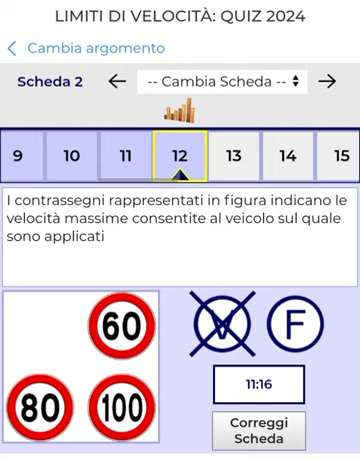 LIMITI DI VELOCITÀ: QUIZ 2024
Cambia argomento
Scheda 2 -- Cambia Scheda --
9 10 11 12 13 14 15
I contrassegni rappresentati in figura indicano le
velocità massime consentite al veicolo sul quale
sono applicati
60
V F
80 100
11:16
Correggi
Scheda